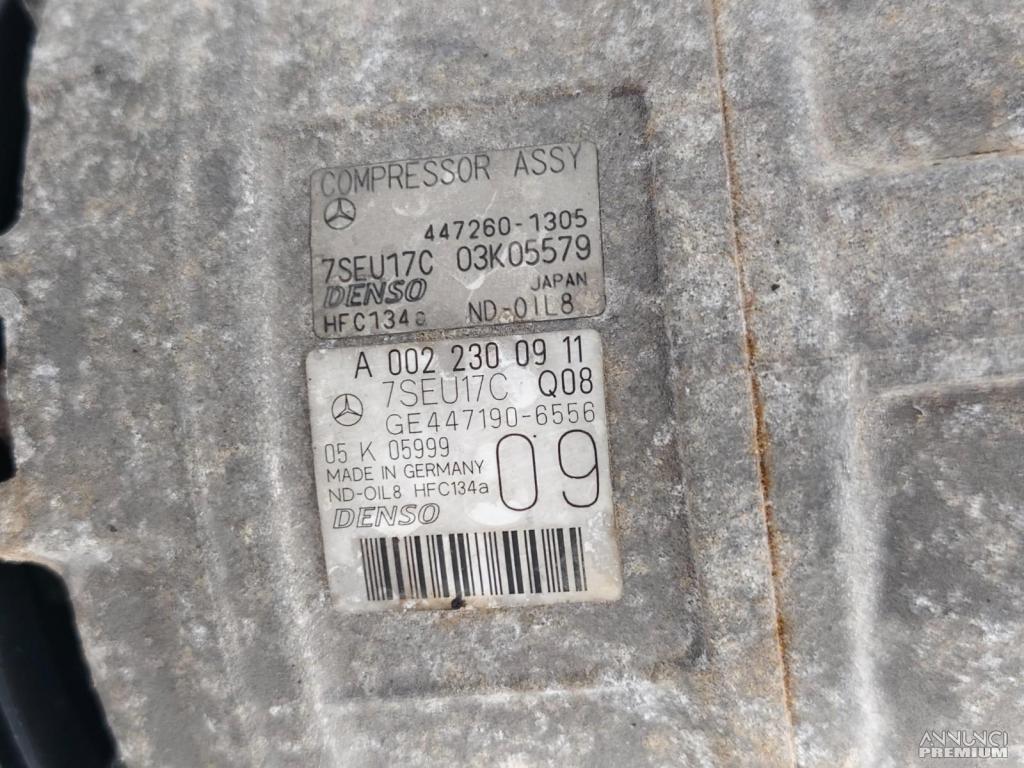 COMPRESSOR ASSY
447260-1305
7SEU17C 03K05579
DENSO JAPAN
HFC134a ND-OIL8
A 002 230 09 11
7SEU17C Q08
GE447190-6556
05 K 05999
MADE IN GERMANY
ND-OIL8 HFC134a
09
DENSO
ANNUNCI
PREMIUM